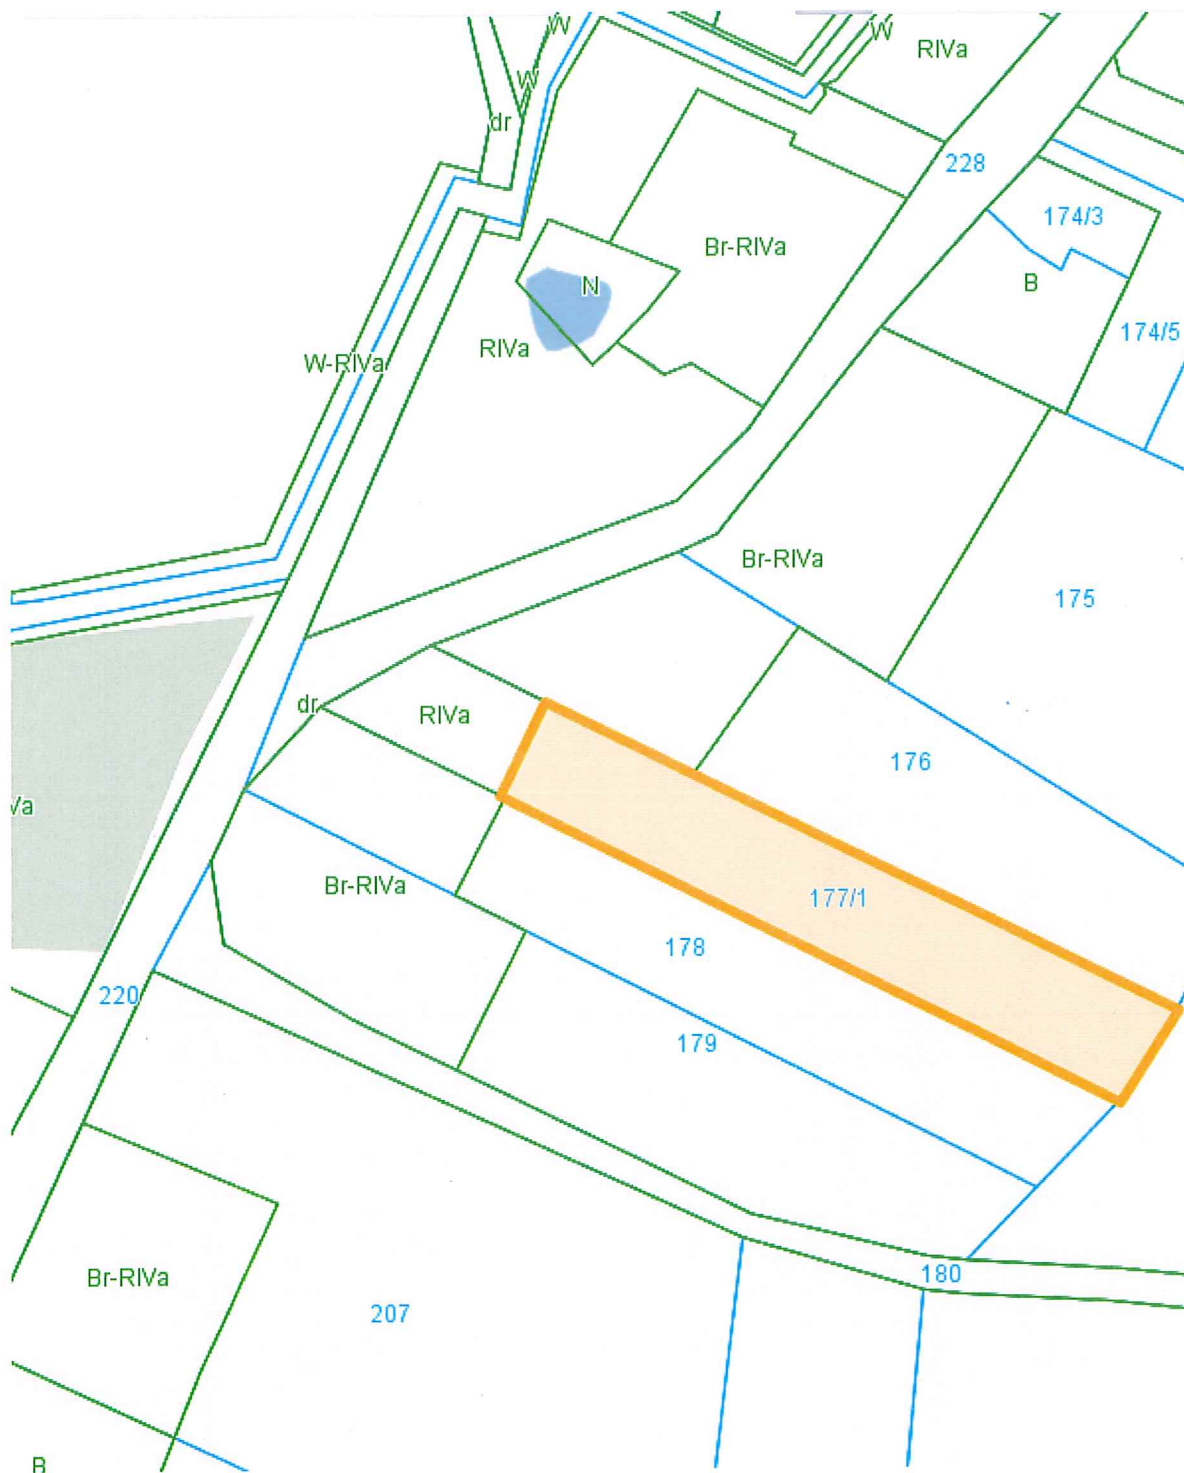 W
W
RIVa
W
dr
228
174/3
Br-RIVa
B
N
174/5
RIVa
W-RIVa
Br-RIVa
175
dr
RIVa
176
Va
Br-RIVa
177/1
178
220
179
180
Br-RIVa
207
B